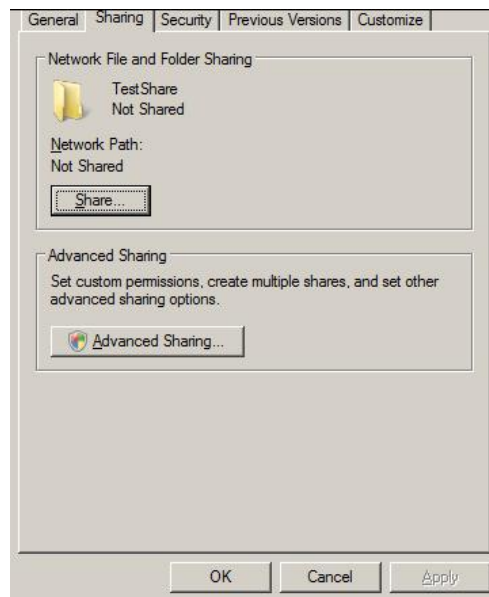 General Sharing Security Previous Versions Customize
Network File and Folder Sharing
TestShare
Not Shared
Network Path:
Not Shared
Share...
Advanced Sharing
Set custom permissions, create multiple shares, and set other
advanced sharing options.
Advanced Sharing...
OK Cancel Apply